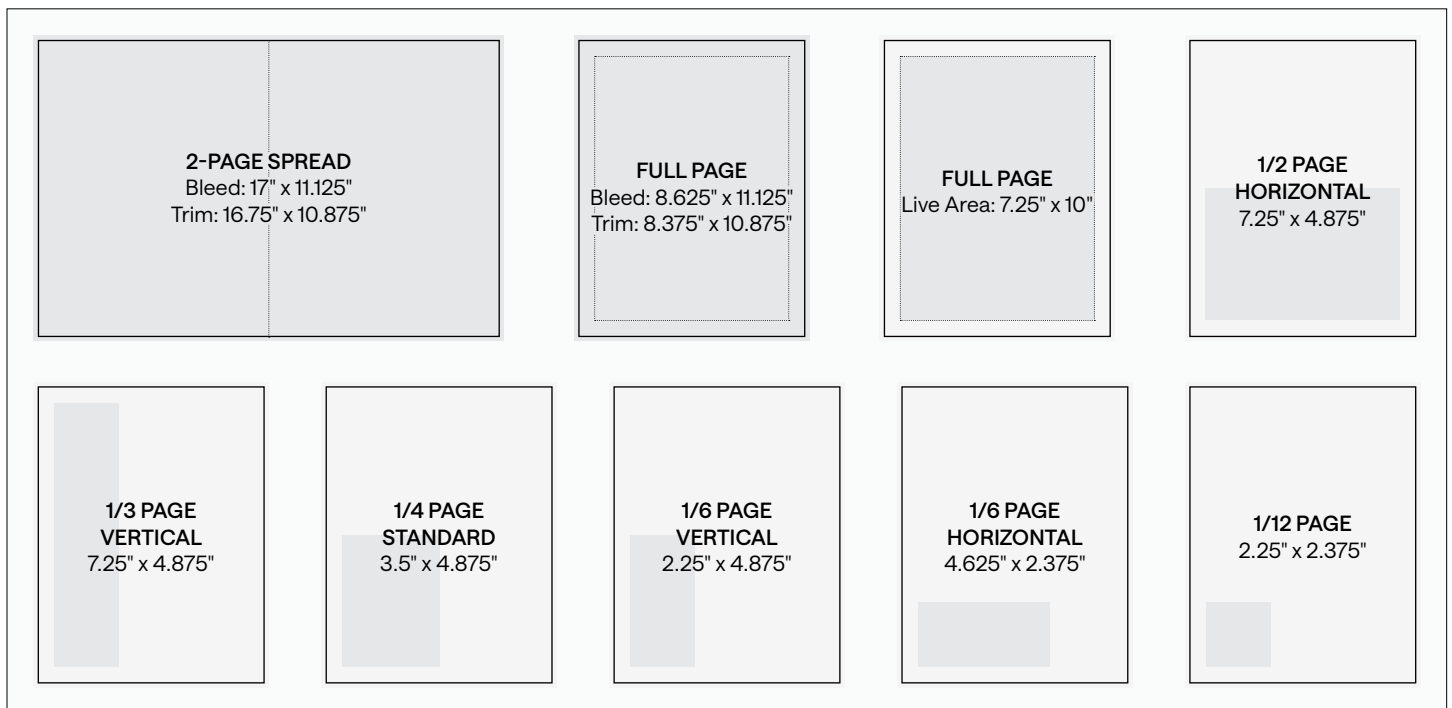 2-PAGE SPREAD
Bleed: 17" x 11.125"
Trim: 16.75" x 10.875"
FULL PAGE
Bleed: 8.625" x 11.125"
Trim: 8.375" x 10.875"
FULL PAGE
Live Area: 7.25" x 10"
1/2 PAGE
HORIZONTAL
7.25" x 4.875"
1/3 PAGE
VERTICAL
7.25" x 4.875"
1/4 PAGE
STANDARD
3.5" x 4.875"
1/6 PAGE
VERTICAL
2.25" x 4.875"
1/6 PAGE
HORIZONTAL
4.625" x 2.375"
1/12 PAGE
2.25" x 2.375"